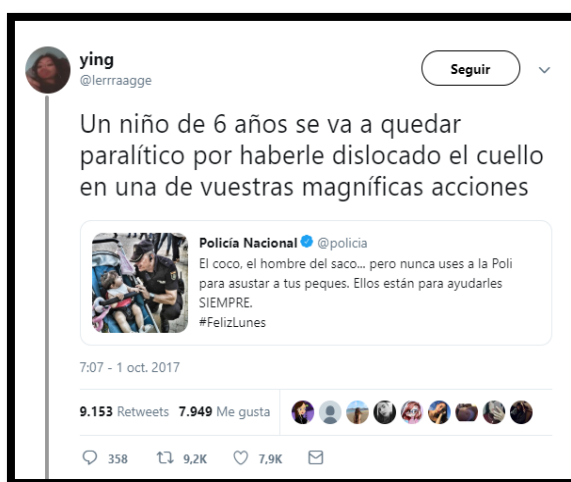 ying
@lerrraagge
Seguir
Un niño de 6 años se va a quedar
paralítico por haberle dislocado el cuello
en una de vuestras magníficas acciones
Policía Nacional @policia
El coco, el hombre del saco... pero nunca uses a la Poli
para asustar a tus peques. Ellos están para ayudarles
SIEMPRE.
#FelizLunes
7:07 - 1 oct. 2017
9.153 Retweets 7.949 Me gusta
358 9,2K 7,9K